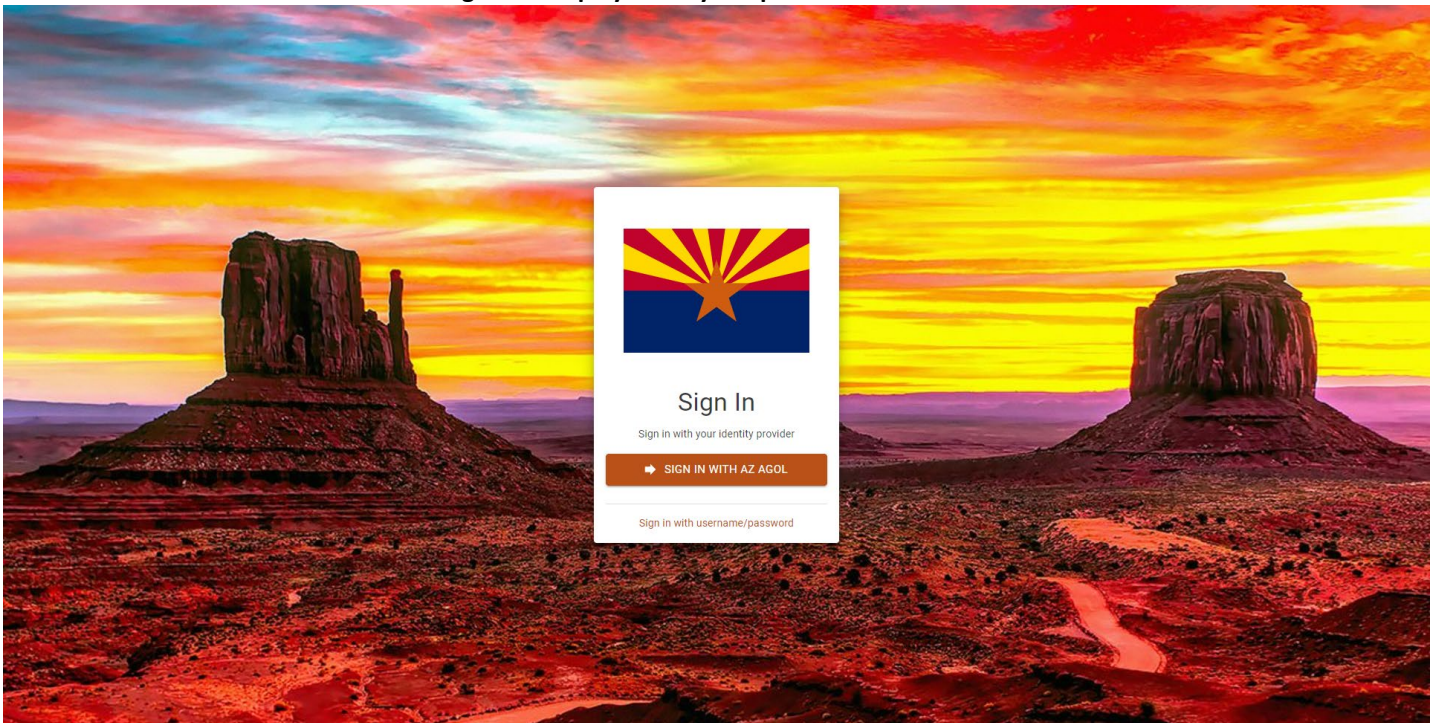 Sign In
Sign in with your identity provider
SIGN IN WITH AZ AGOL
Sign in with username/password